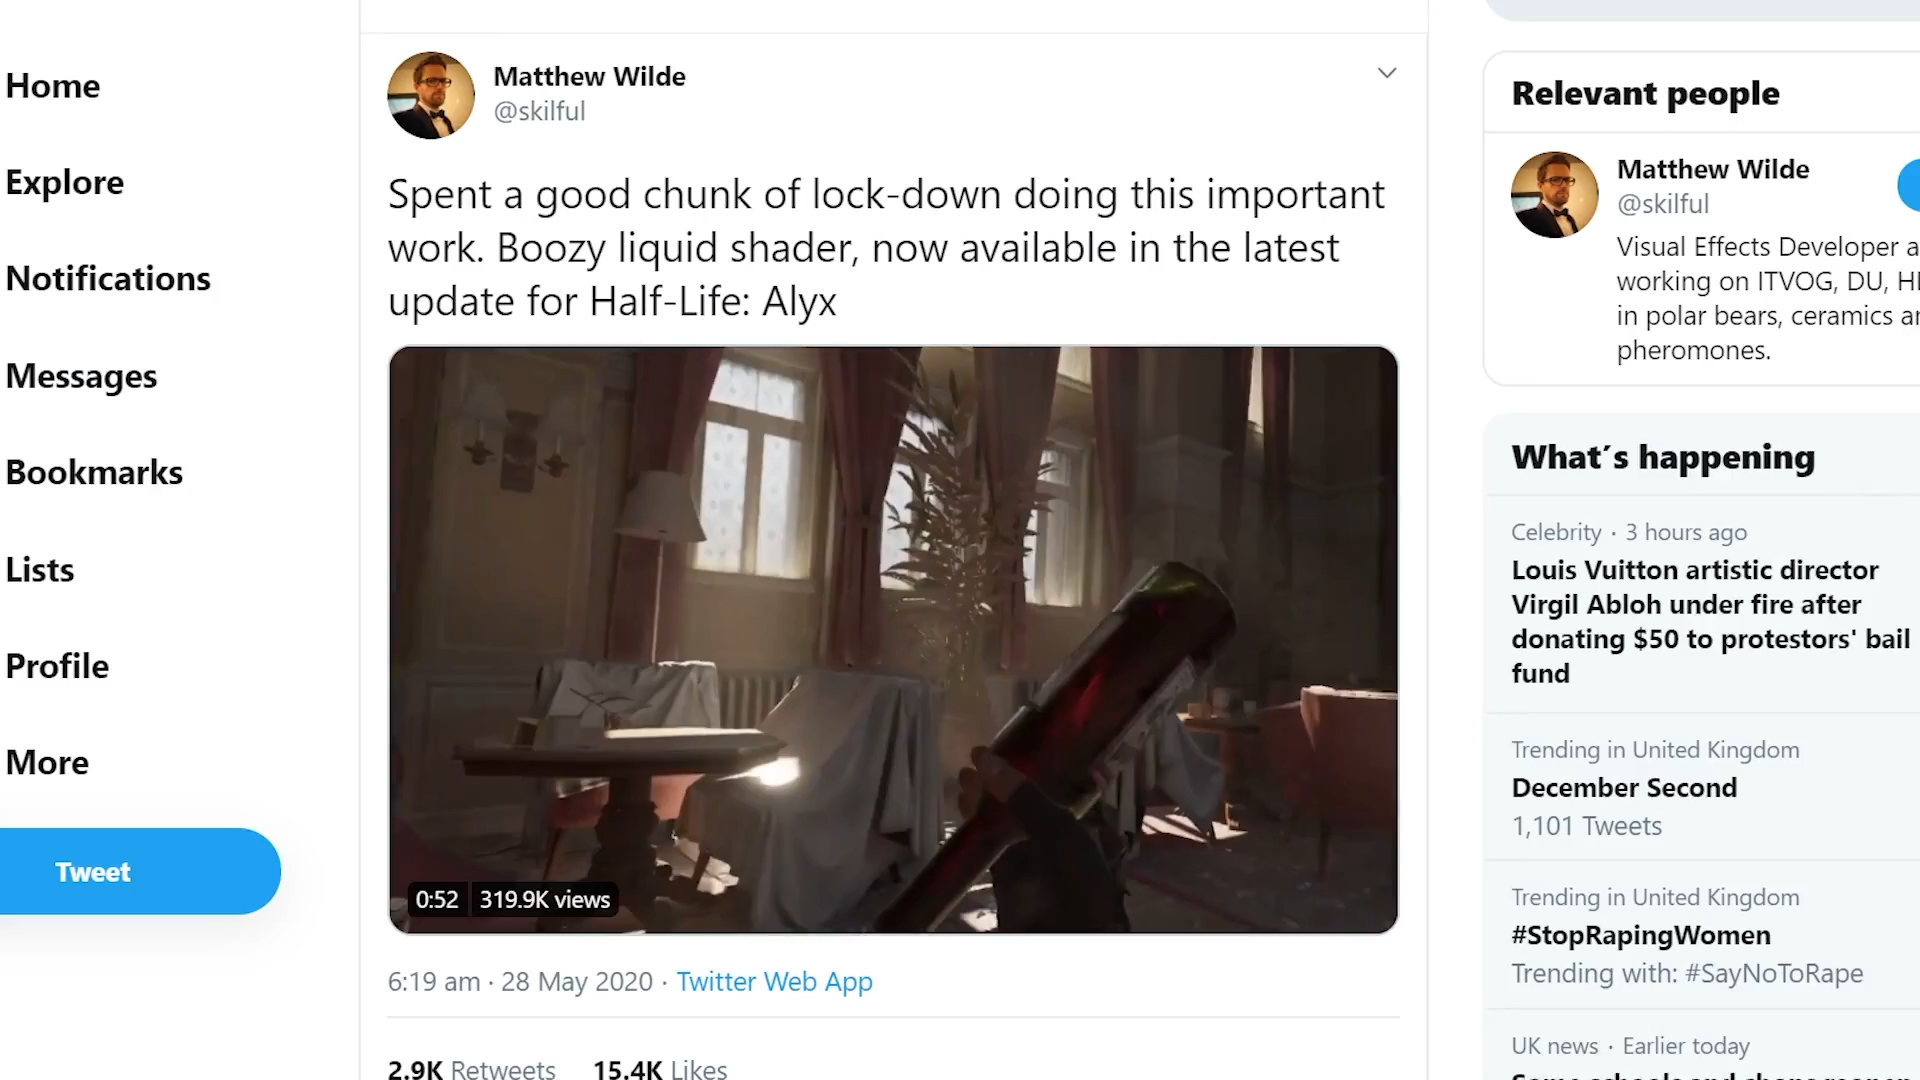 Home
Explore
Notifications
Messages
Bookmarks
Lists
Profile
More
Tweet
Matthew Wilde
@skilful
Spent a good chunk of lock-down doing this important
work. Boozy liquid shader, now available in the latest
update for Half-Life: Alyx
0:52 319.9K views
6:19 am · 28 May 2020 · Twitter Web App
2.9K Retweets 15.4K Likes
Relevant people
Matthew Wilde
@skilful
Visual Effects Developer a
working on ITVOG, DU, H
in polar bears, ceramics a
pheromones.
What´s happening
Celebrity · 3 hours ago
Louis Vuitton artistic director
Virgil Abloh under fire after
donating $50 to protestors' bail
fund
Trending in United Kingdom
December Second
1,101 Tweets
Trending in United Kingdom
#StopRapingWomen
Trending with: #SayNoToRape
UK news · Earlier today